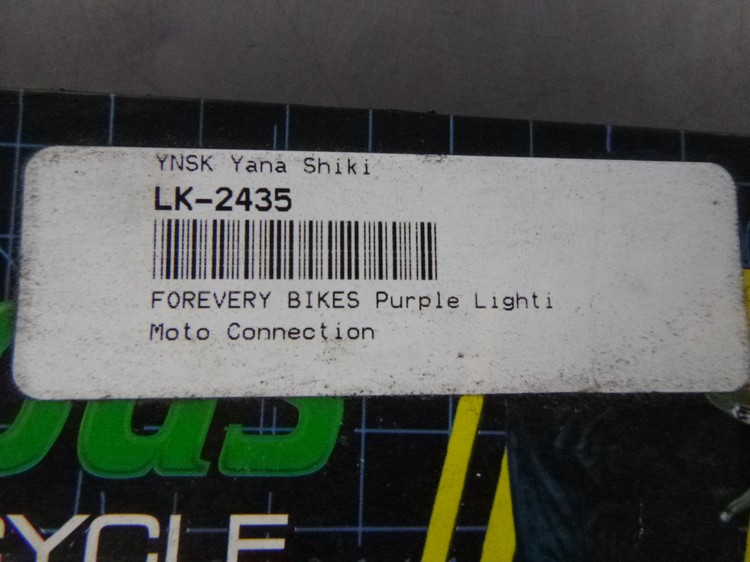 YNSK Yana Shiki
LK-2435
FOREVERY BIKES Purple Lighti
Moto Connection